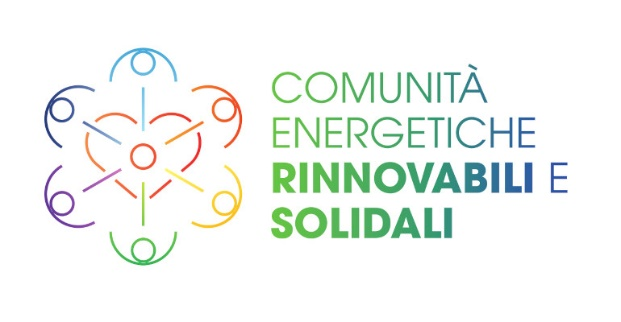 COMUNITÀ
ENERGETICHE
RINNOVABILI E
SOLIDALI